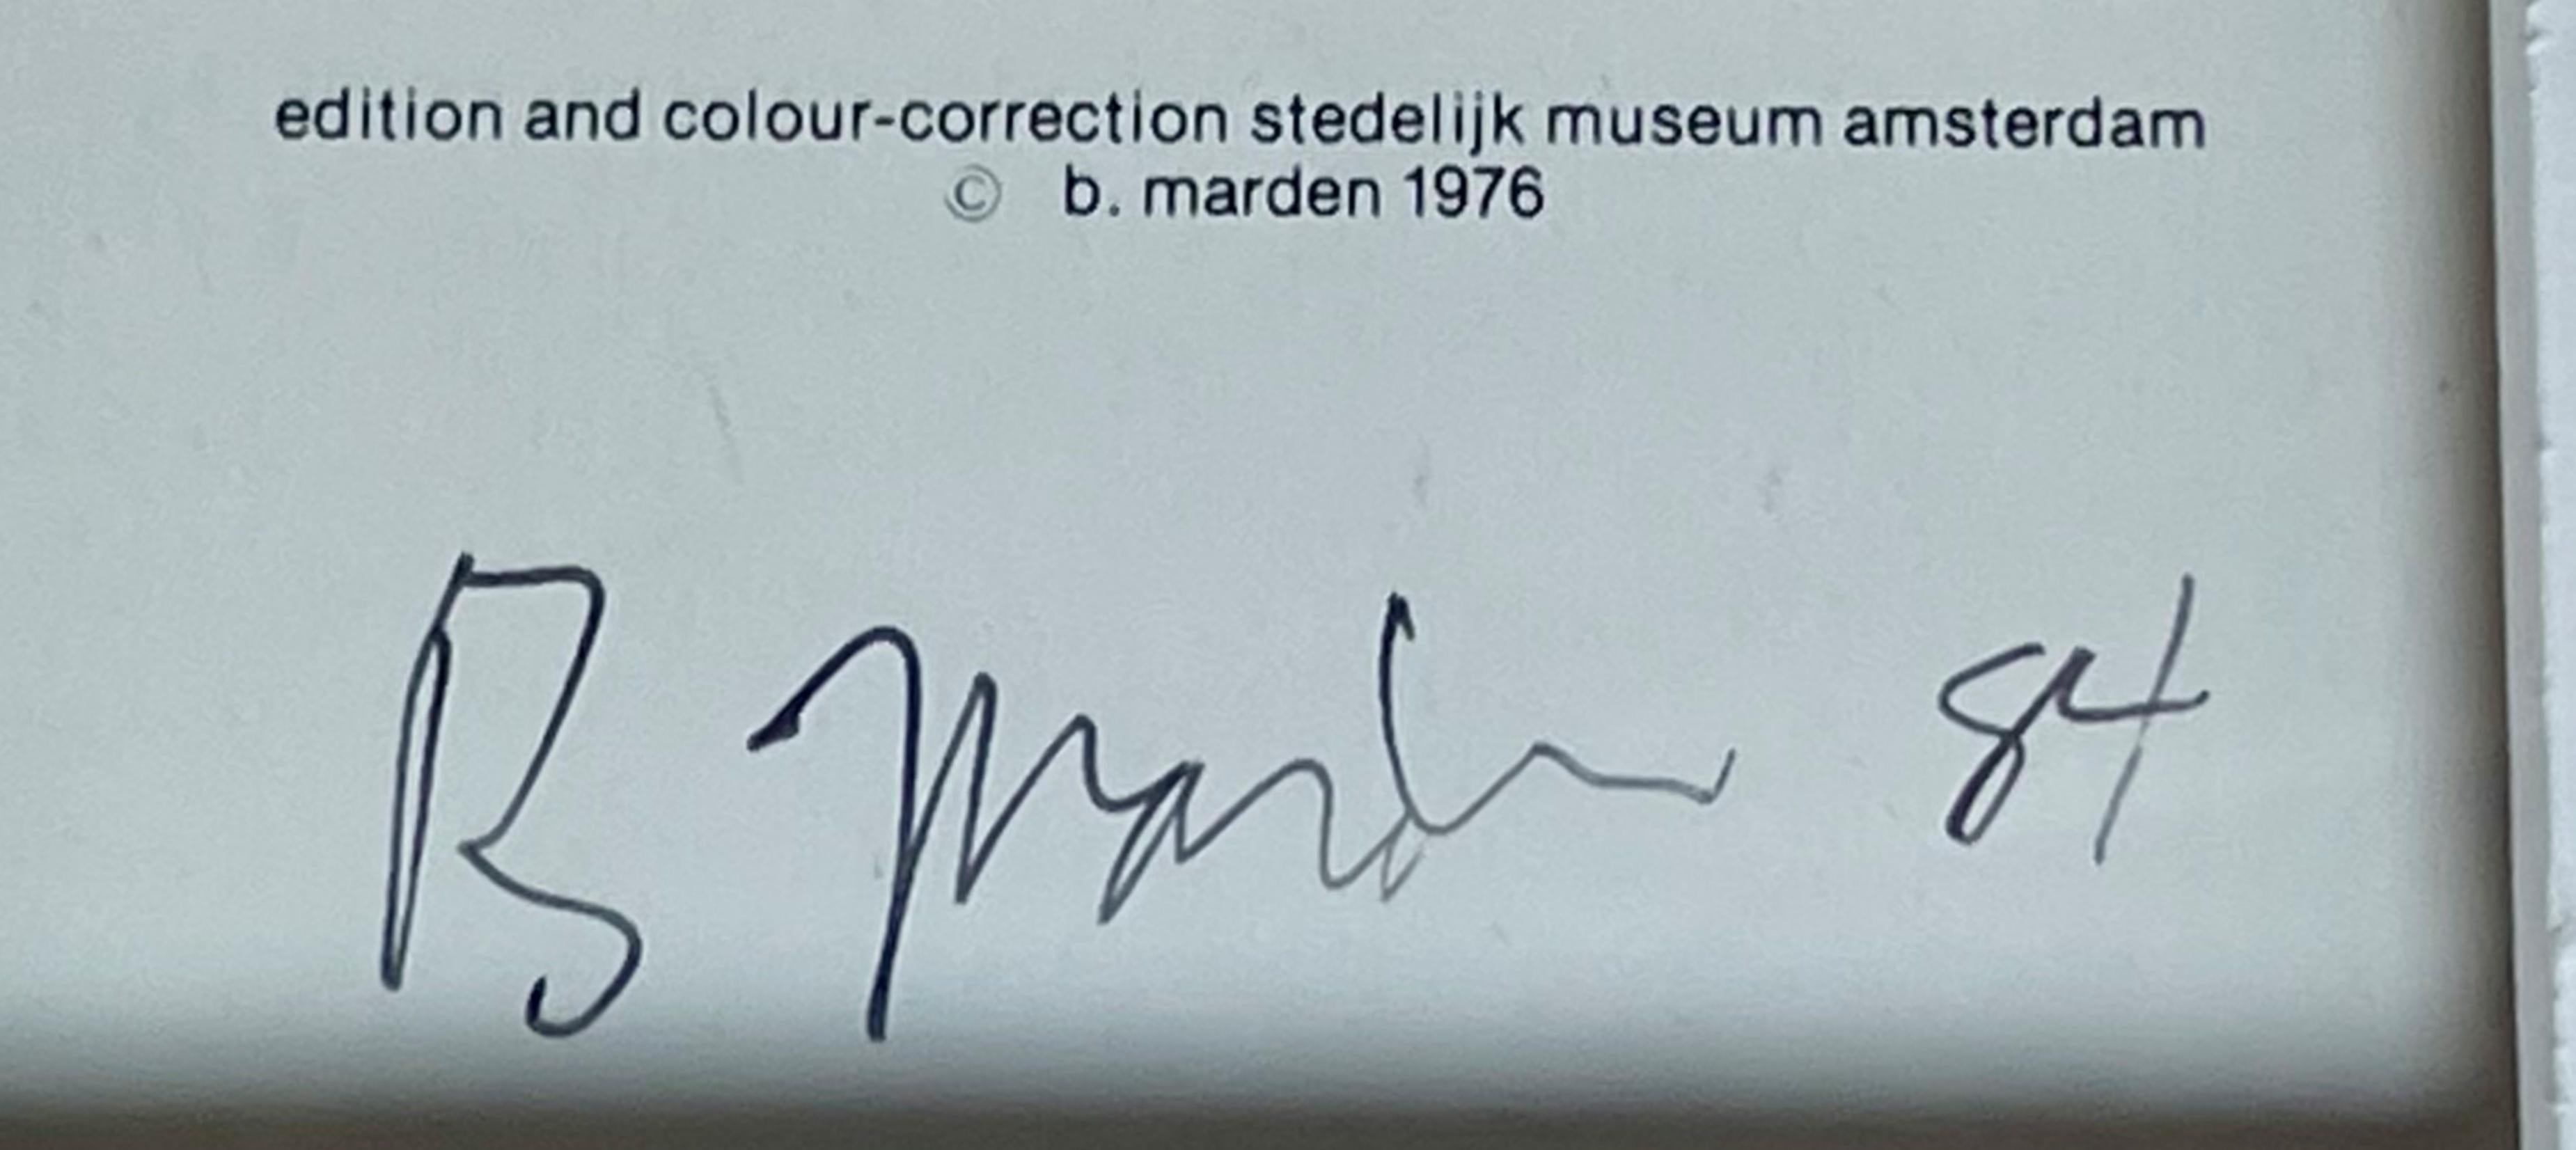 edition and colour-correction stedelijk museum amsterdam
© b. marden 1976
B Marden 84